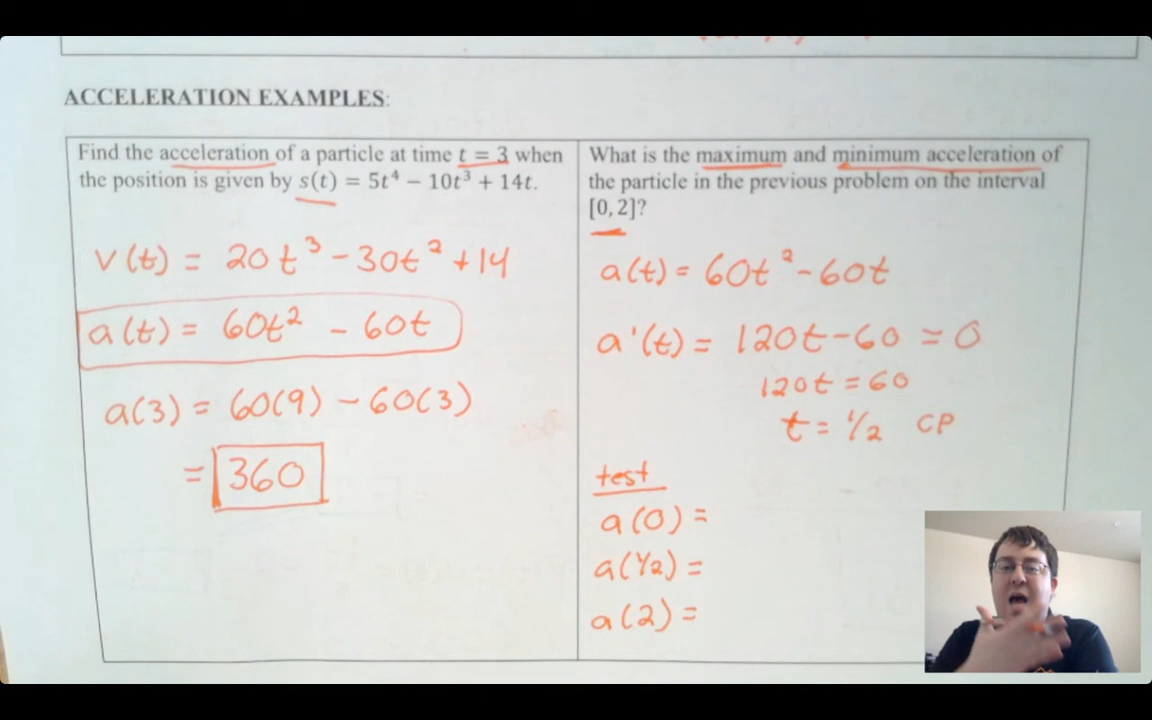 ACCELERATION EXAMPLES:
Find the acceleration of a particle at time t = 3 when
the position is given by s(t) = 5t⁴ − 10t³ + 14t.
v(t) = 20t³ - 30t² + 14
a(t) = 60t² - 60t
a(3) = 60(9) - 60(3)
= 360
What is the maximum and minimum acceleration of
the particle in the previous problem on the interval
[0, 2]?
a(t) = 60t² - 60t
a'(t) = 120t - 60 = 0
120t = 60
t = 1/2 CP
test
a(0) =
a(1/2) =
a(2) =